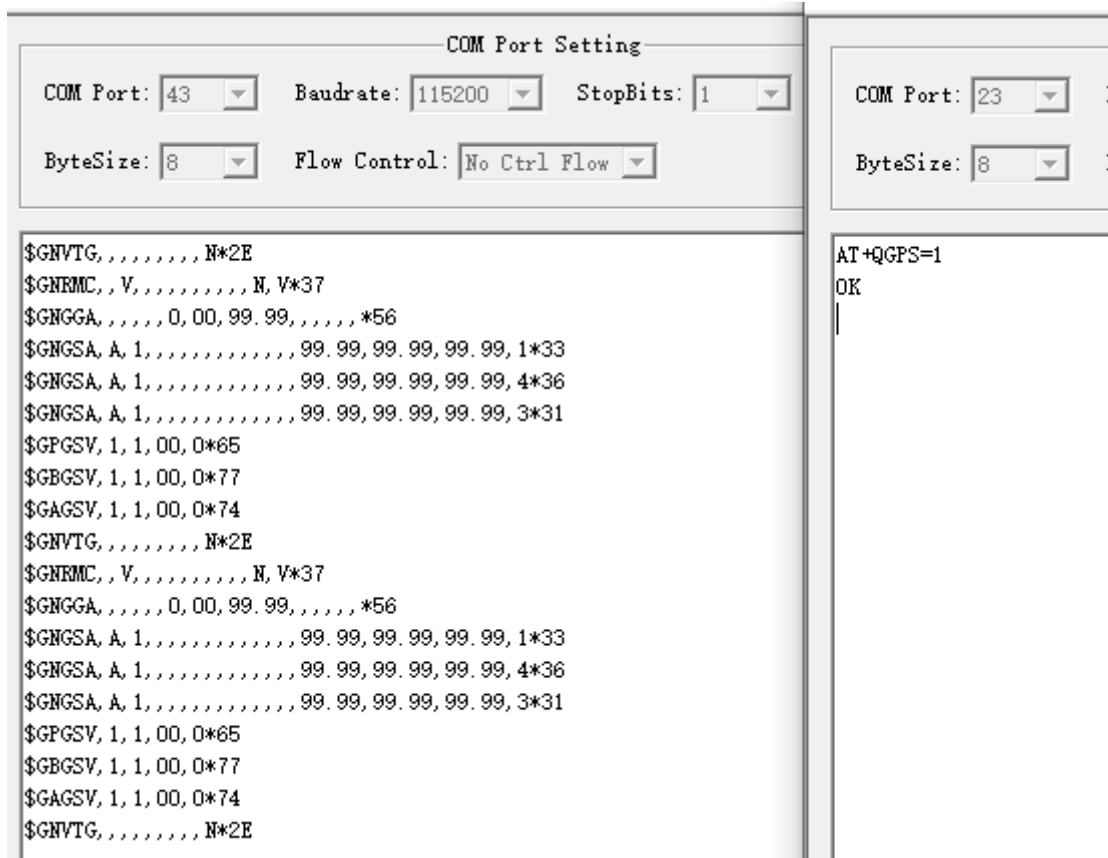 COM Port Setting
COM Port: 43 Baudrate: 115200 StopBits: 1
ByteSize: 8 Flow Control: No Ctrl Flow
$GNVTG,,,,,,,,,N*2E
$GNRMC,,V,,,,,,,,,,N,V*37
$GNGGA,,,,,,0,00,99.99,,,,,,*56
$GNGSA,A,1,,,,,,,,,,,,,99.99,99.99,99.99,1*33
$GNGSA,A,1,,,,,,,,,,,,,99.99,99.99,99.99,4*36
$GNGSA,A,1,,,,,,,,,,,,,99.99,99.99,99.99,3*31
$GPGSV,1,1,00,0*65
$GBGSV,1,1,00,0*77
$GAGSV,1,1,00,0*74
$GNVTG,,,,,,,,,N*2E
$GNRMC,,V,,,,,,,,,,N,V*37
$GNGGA,,,,,,0,00,99.99,,,,,,*56
$GNGSA,A,1,,,,,,,,,,,,,99.99,99.99,99.99,1*33
$GNGSA,A,1,,,,,,,,,,,,,99.99,99.99,99.99,4*36
$GNGSA,A,1,,,,,,,,,,,,,99.99,99.99,99.99,3*31
$GPGSV,1,1,00,0*65
$GBGSV,1,1,00,0*77
$GAGSV,1,1,00,0*74
$GNVTG,,,,,,,,,N*2E
COM Port: 23
ByteSize: 8
AT+QGPS=1
OK